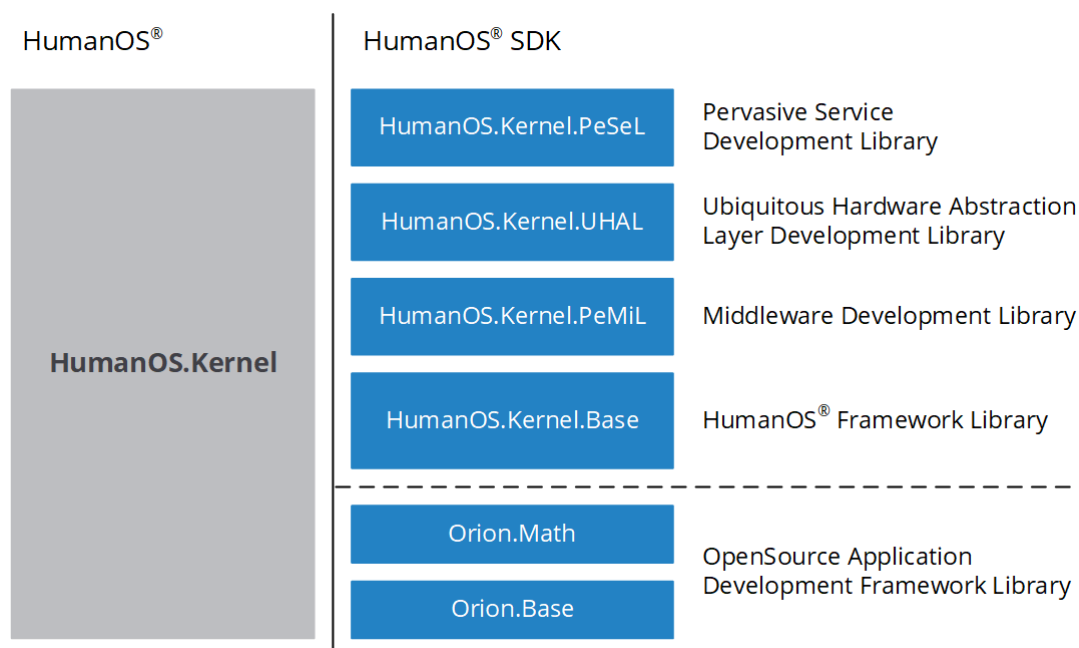 HumanOS®
HumanOS® SDK
HumanOS.Kernel
HumanOS.Kernel.PeSeL
Pervasive Service
Development Library
HumanOS.Kernel.UHAL
Ubiquitous Hardware Abstraction
Layer Development Library
HumanOS.Kernel.PeMiL
Middleware Development Library
HumanOS.Kernel.Base
HumanOS® Framework Library
Orion.Math
Orion.Base
OpenSource Application
Development Framework Library